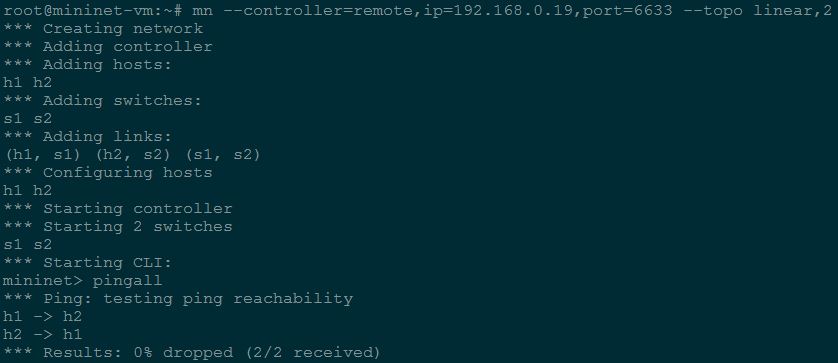 root@mininet-vm:~# mn --controller=remote,ip=192.168.0.19,port=6633 --topo linear,2
*** Creating network
*** Adding controller
*** Adding hosts:
h1 h2
*** Adding switches:
s1 s2
*** Adding links:
(h1, s1) (h2, s2) (s1, s2)
*** Configuring hosts
h1 h2
*** Starting controller
*** Starting 2 switches
s1 s2
*** Starting CLI:
mininet> pingall
*** Ping: testing ping reachability
h1 -> h2
h2 -> h1
*** Results: 0% dropped (2/2 received)